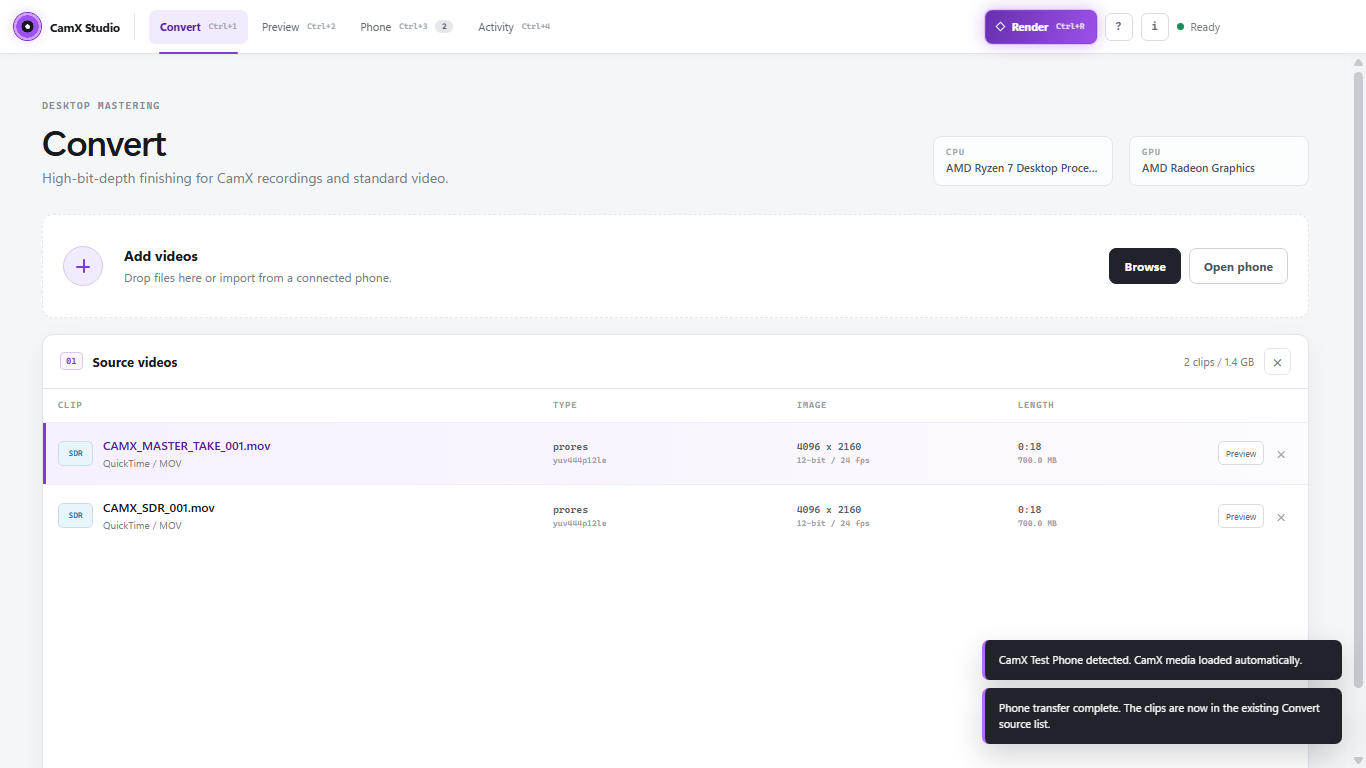 CamX Studio
Convert Ctrl+1
Preview Ctrl+2
Phone Ctrl+3 2
Activity Ctrl+4
Render Ctrl+R
?
i
Ready
DESKTOP MASTERING
Convert
High-bit-depth finishing for CamX recordings and standard video.
CPU
AMD Ryzen 7 Desktop Proce...
GPU
AMD Radeon Graphics
Add videos
Drop files here or import from a connected phone.
Browse
Open phone
01 Source videos
2 clips / 1.4 GB
CLIP TYPE IMAGE LENGTH
SDR
CAMX_MASTER_TAKE_001.mov
QuickTime / MOV
prores
yuv444p12le
4096 x 2160
12-bit / 24 fps
0:18
700.0 MB
Preview
SDR
CAMX_SDR_001.mov
QuickTime / MOV
prores
yuv444p12le
4096 x 2160
12-bit / 24 fps
0:18
700.0 MB
Preview
CamX Test Phone detected. CamX media loaded automatically.
Phone transfer complete. The clips are now in the existing Convert
source list.